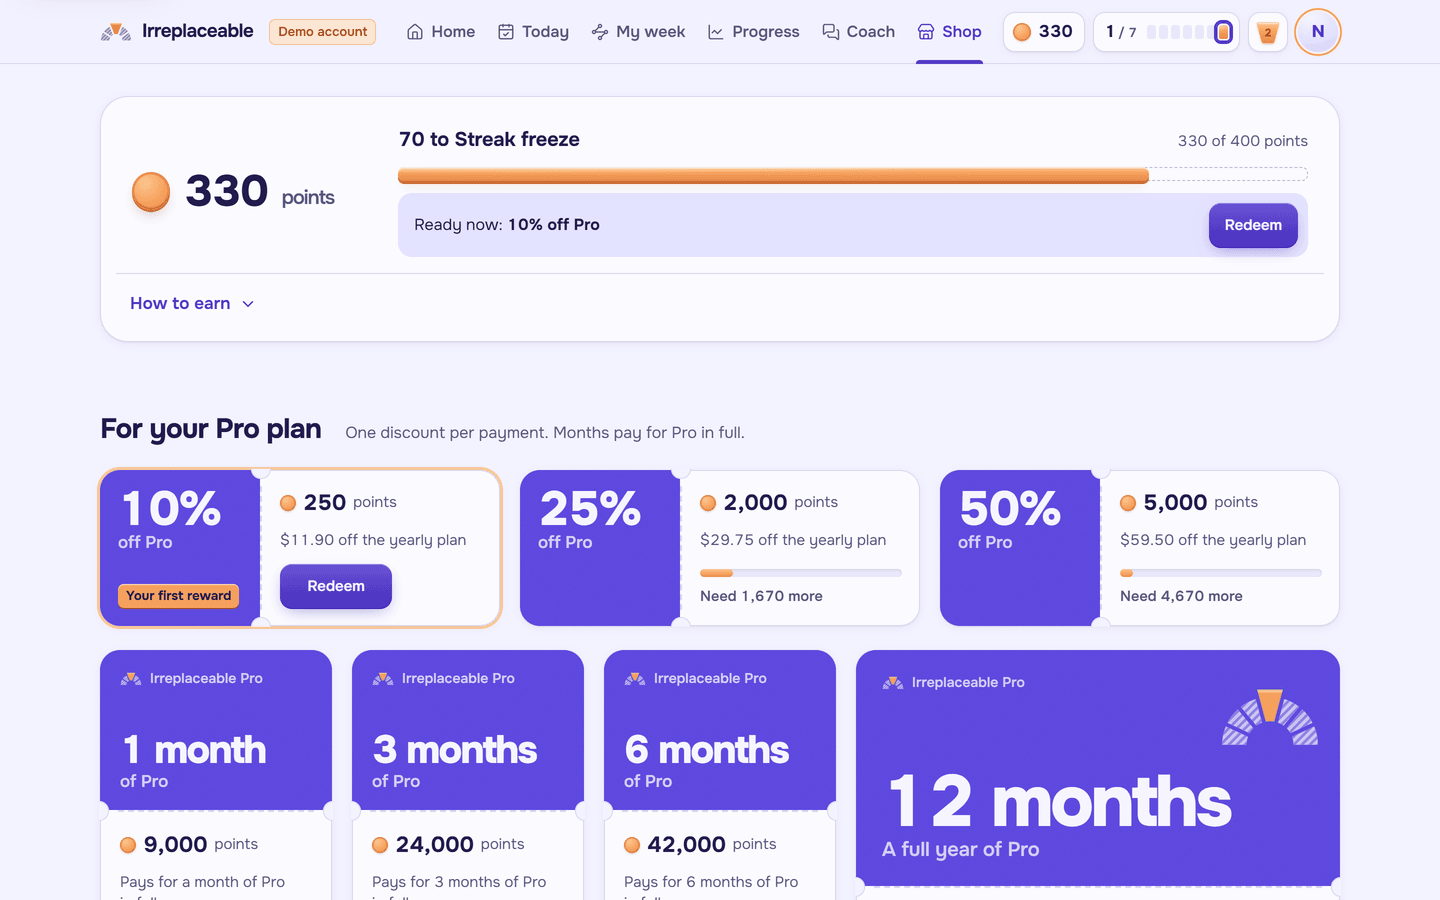 Irreplaceable Demo account Home Today My week Progress Coach Shop 330 1 / 7 2 N
70 to Streak freeze 330 of 400 points
330 points
Ready now: 10% off Pro Redeem
How to earn
For your Pro plan One discount per payment. Months pay for Pro in full.
10%
off Pro
Your first reward
250 points
$11.90 off the yearly plan
Redeem
25%
off Pro
2,000 points
$29.75 off the yearly plan
Need 1,670 more
50%
off Pro
5,000 points
$59.50 off the yearly plan
Need 4,670 more
Irreplaceable Pro
1 month
of Pro
9,000 points
Pays for a month of Pro
Irreplaceable Pro
3 months
of Pro
24,000 points
Pays for 3 months of Pro
Irreplaceable Pro
6 months
of Pro
42,000 points
Pays for 6 months of Pro
Irreplaceable Pro
12 months
A full year of Pro